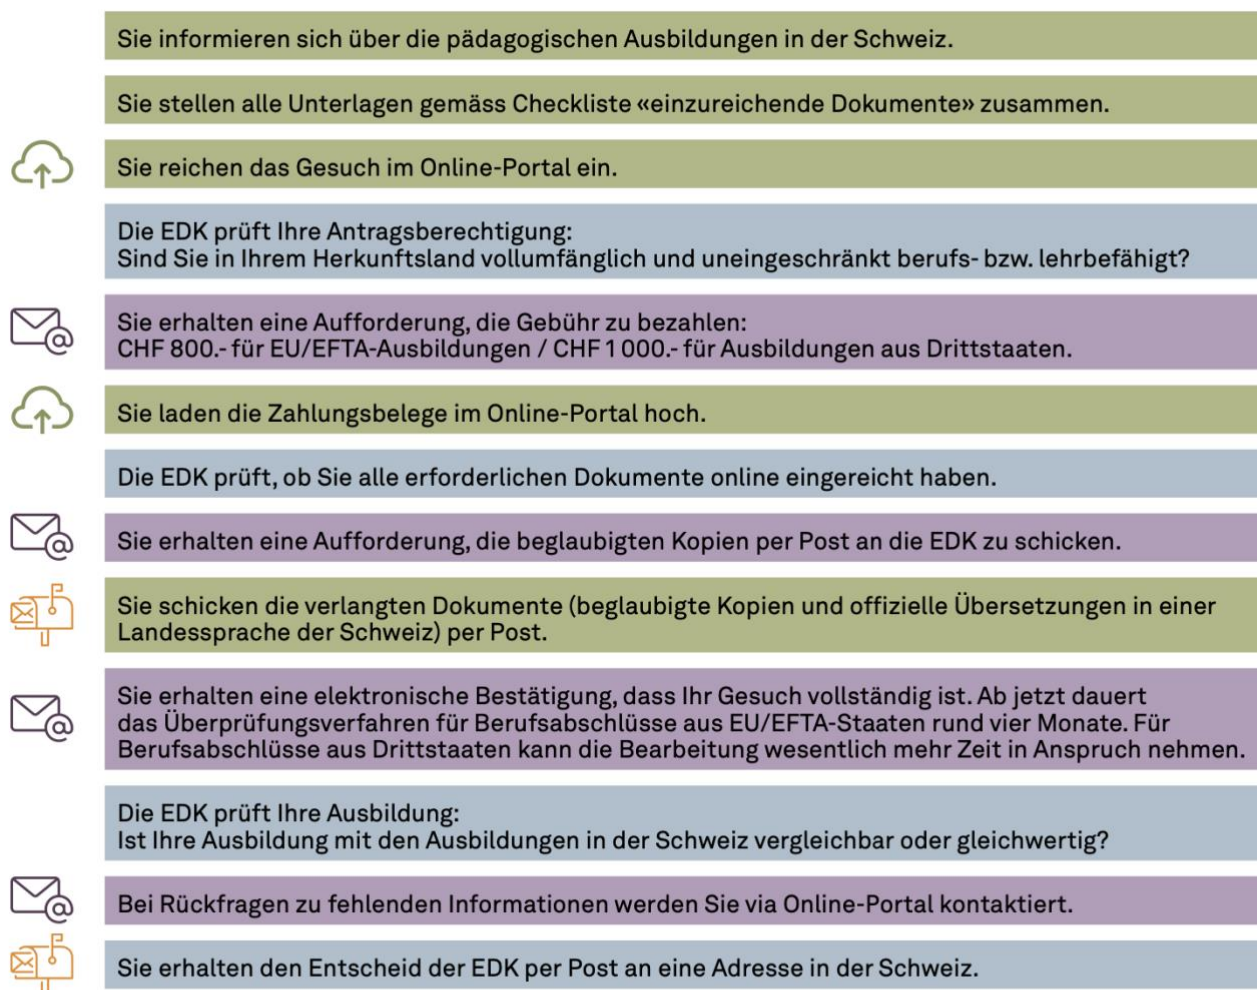 Sie informieren sich über die pädagogischen Ausbildungen in der Schweiz.
Sie stellen alle Unterlagen gemäss Checkliste «einzureichende Dokumente» zusammen.
Sie reichen das Gesuch im Online-Portal ein.
Die EDK prüft Ihre Antragsberechtigung:
Sind Sie in Ihrem Herkunftsland vollumfänglich und uneingeschränkt berufs- bzw. lehrbefähigt?
Sie erhalten eine Aufforderung, die Gebühr zu bezahlen:
CHF 800.- für EU/EFTA-Ausbildungen / CHF 1 000.- für Ausbildungen aus Drittstaaten.
Sie laden die Zahlungsbelege im Online-Portal hoch.
Die EDK prüft, ob Sie alle erforderlichen Dokumente online eingereicht haben.
Sie erhalten eine Aufforderung, die beglaubigten Kopien per Post an die EDK zu schicken.
Sie schicken die verlangten Dokumente (beglaubigte Kopien und offizielle Übersetzungen in einer
Landessprache der Schweiz) per Post.
Sie erhalten eine elektronische Bestätigung, dass Ihr Gesuch vollständig ist. Ab jetzt dauert
das Überprüfungsverfahren für Berufsabschlüsse aus EU/EFTA-Staaten rund vier Monate. Für
Berufsabschlüsse aus Drittstaaten kann die Bearbeitung wesentlich mehr Zeit in Anspruch nehmen.
Die EDK prüft Ihre Ausbildung:
Ist Ihre Ausbildung mit den Ausbildungen in der Schweiz vergleichbar oder gleichwertig?
Bei Rückfragen zu fehlenden Informationen werden Sie via Online-Portal kontaktiert.
Sie erhalten den Entscheid der EDK per Post an eine Adresse in der Schweiz.